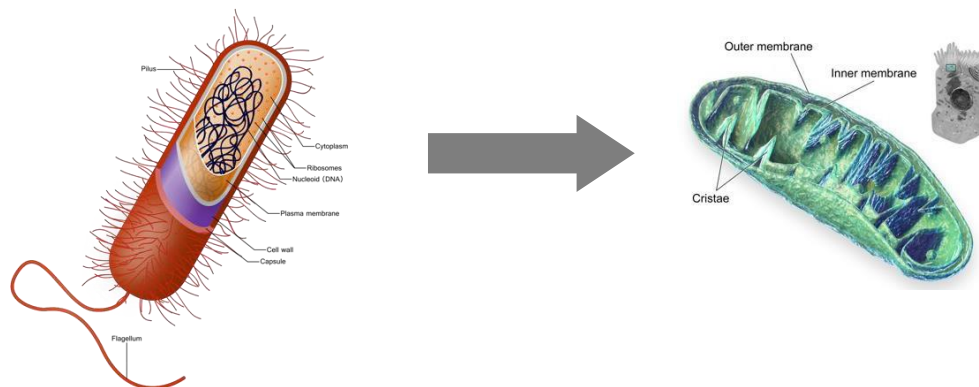 Pilus
Cytoplasm
Ribosomes
Nucleoid (DNA)
Plasma membrane
Cell wall
Capsule
Flagellum
Outer membrane
Inner membrane
Cristae